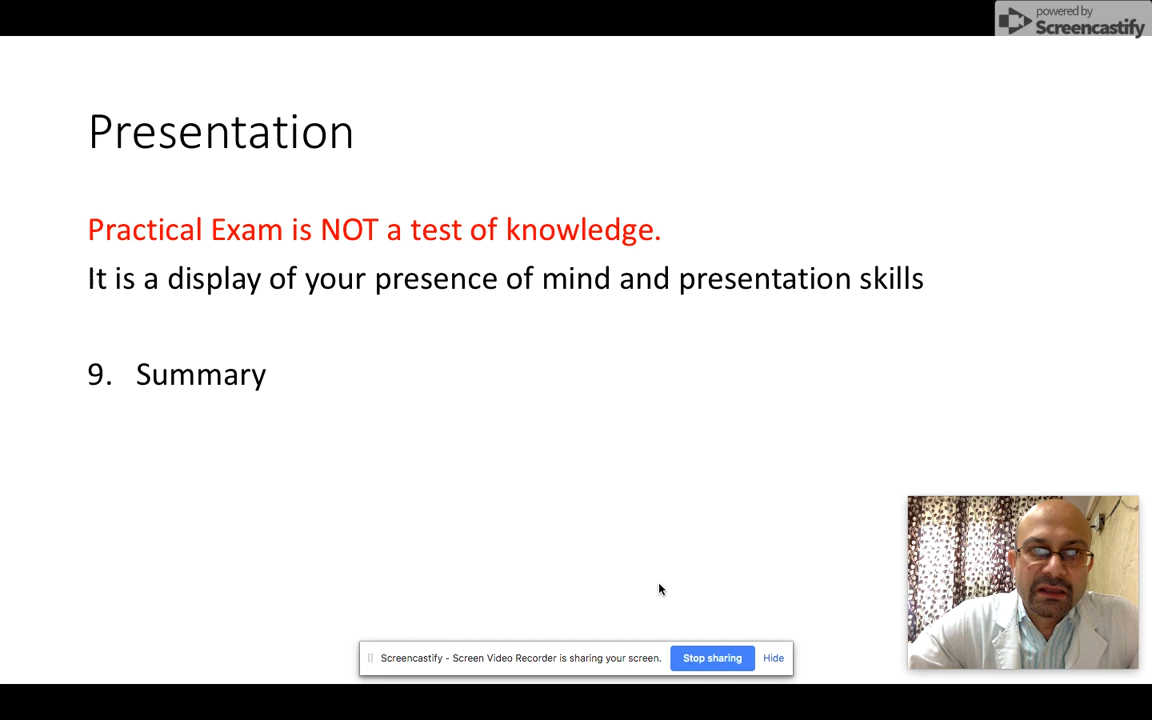 powered by
Screencastify
Presentation
Practical Exam is NOT a test of knowledge.
It is a display of your presence of mind and presentation skills
9. Summary
Screencastify - Screen Video Recorder is sharing your screen.
Stop sharing
Hide